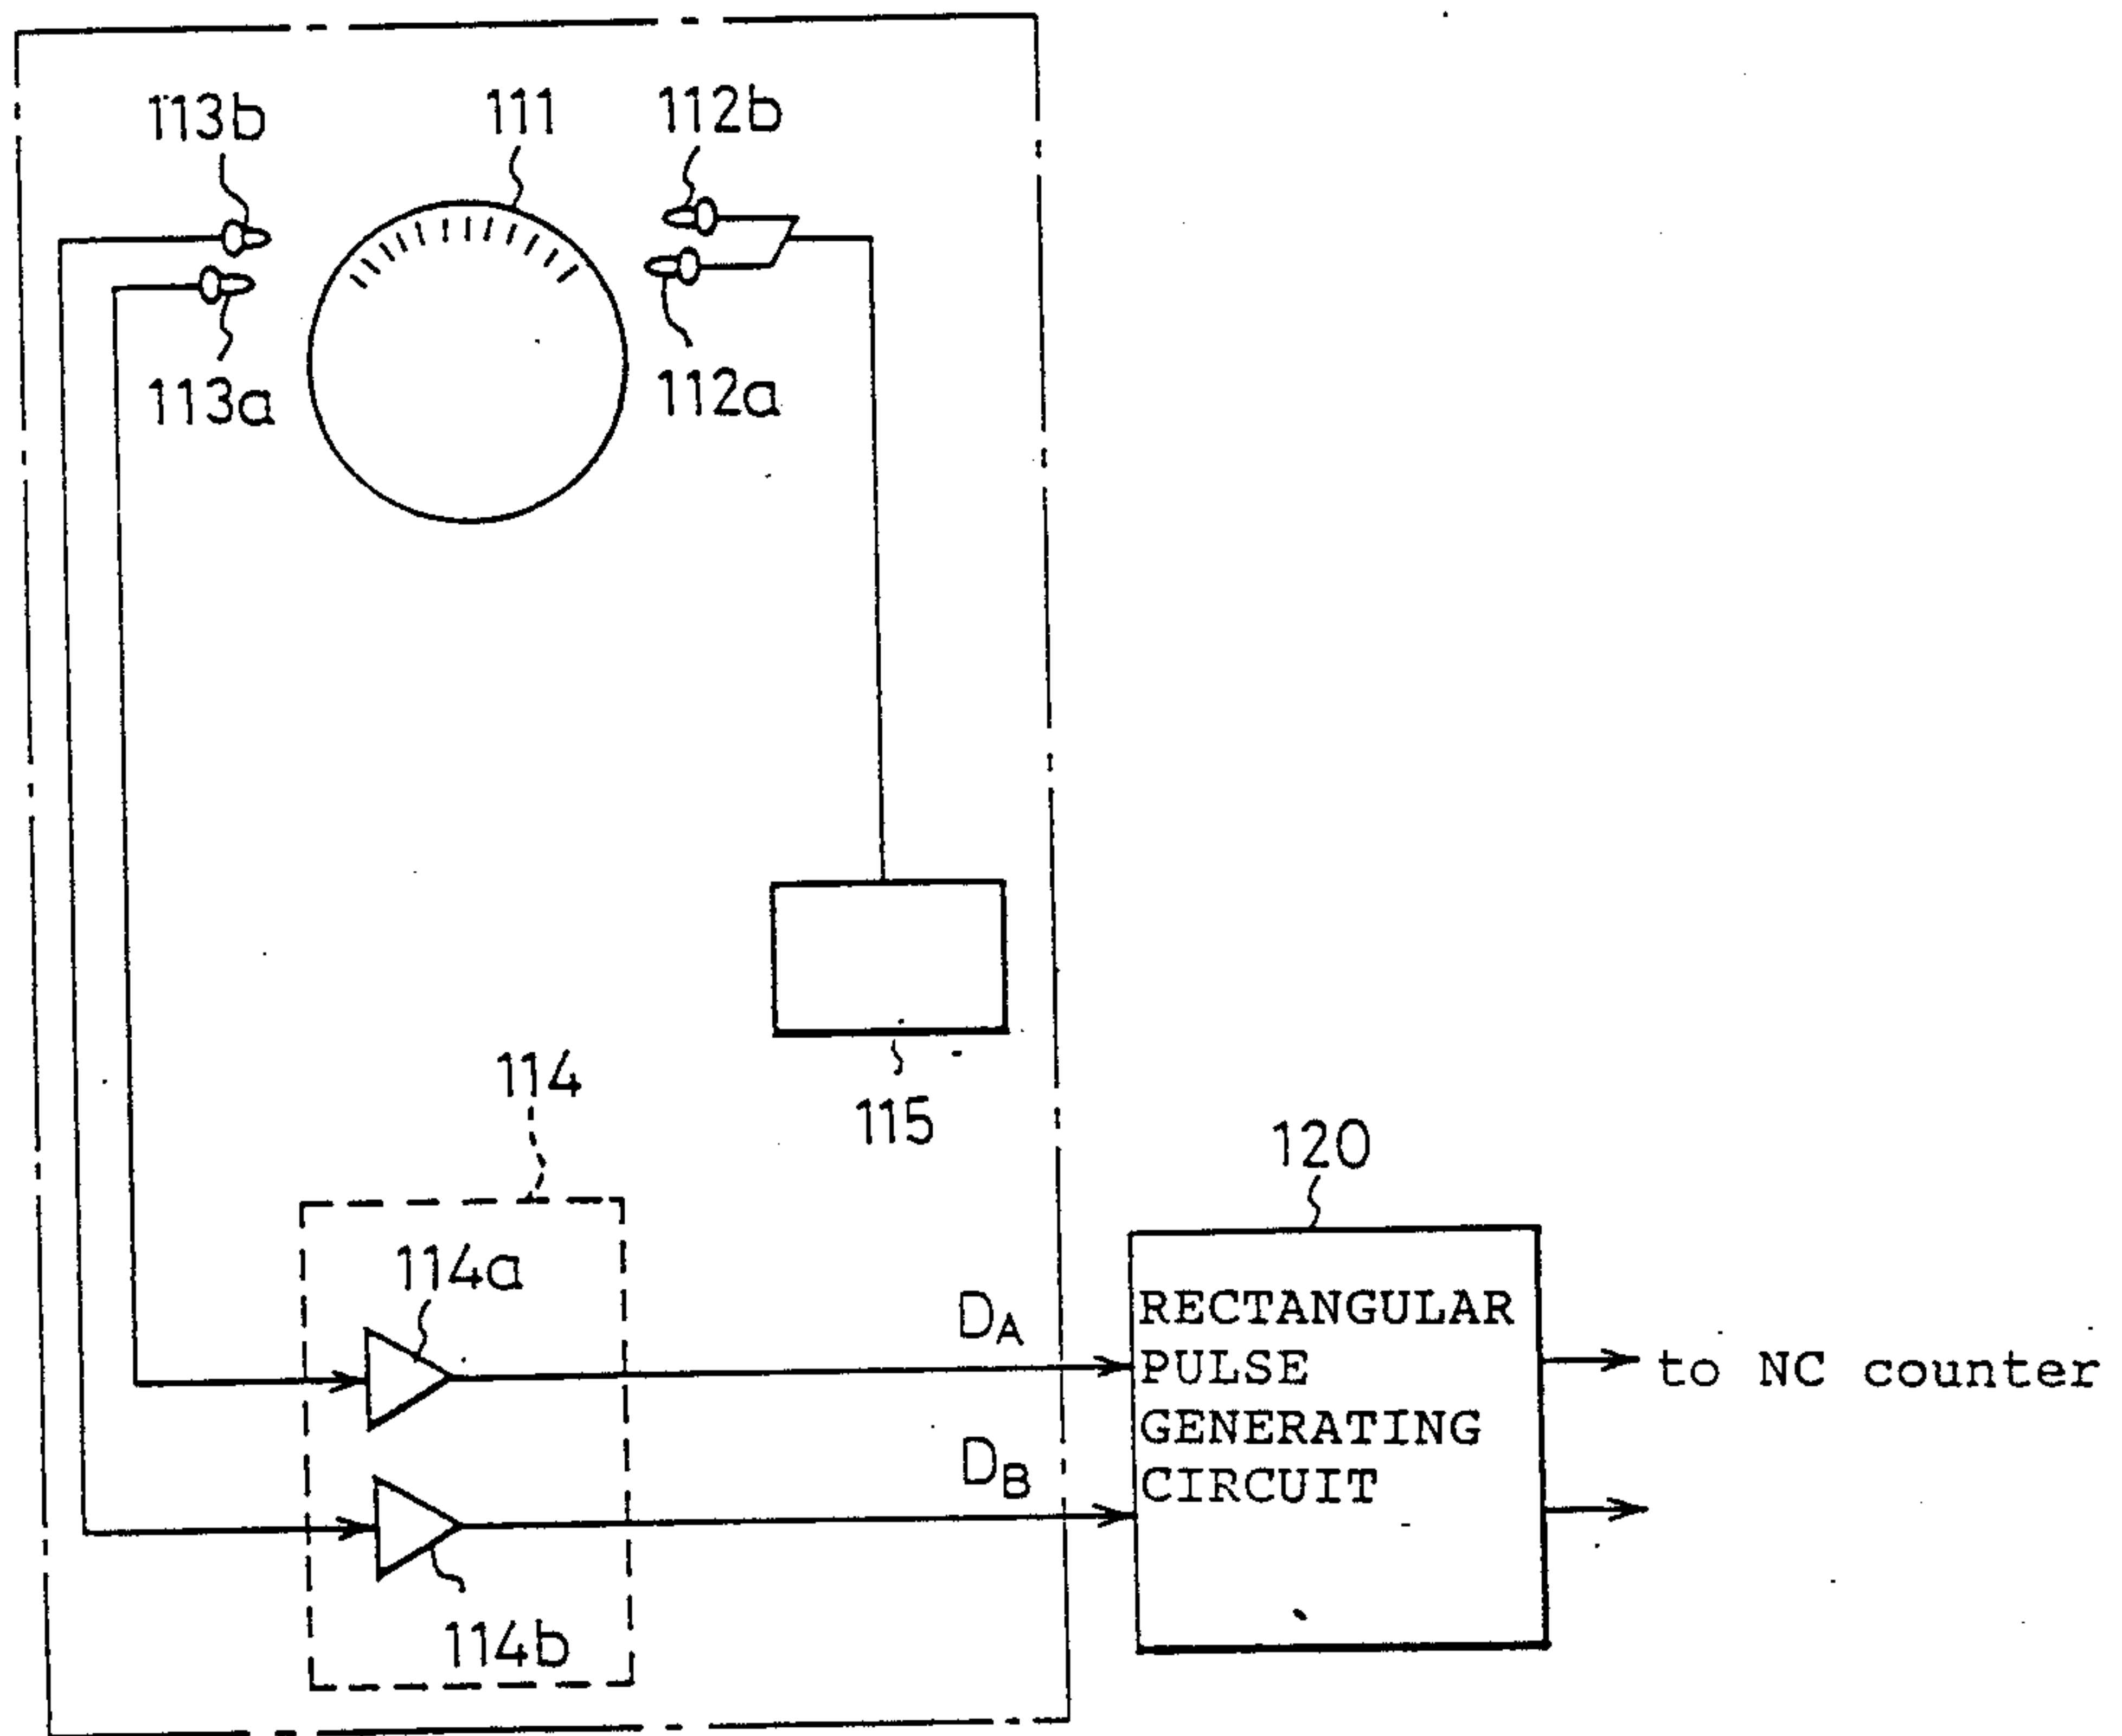 113b
111
112b
113a
112a
115
114
120
114a
114b
DA
DB
RECTANGULAR
PULSE
GENERATING
CIRCUIT
to NC counter